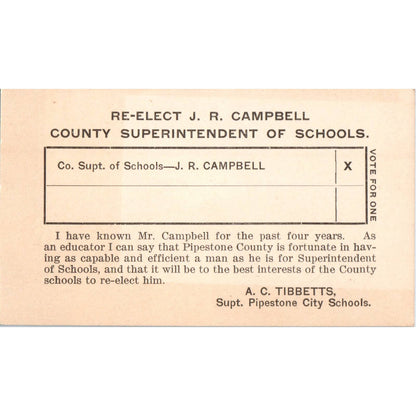 RE-ELECT J. R. CAMPBELL
COUNTY SUPERINTENDENT OF SCHOOLS.
Co. Supt. of Schools—J. R. CAMPBELL X
VOTE FOR ONE
I have known Mr. Campbell for the past four years. As
an educator I can say that Pipestone County is fortunate in hav-
ing as capable and efficient a man as he is for Superintendent
of Schools, and that it will be to the best interests of the County
schools to re-elect him.
A. C. TIBBETTS,
Supt. Pipestone City Schools.